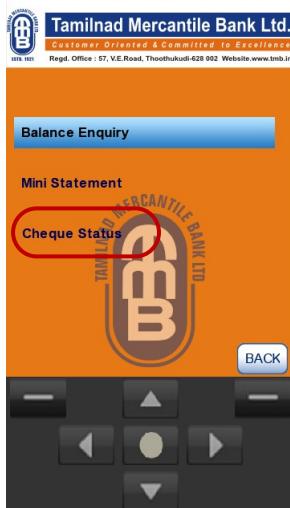 Tamilnad Mercantile Bank Ltd.
Customer Oriented & Committed to Excellence
ESTD. 1921
Regd. Office : 57, V.E.Road, Thoothukudi-628 002 Website.www.tmb.in
Balance Enquiry
Mini Statement
Cheque Status
TAMILNAD MERCANTILE BANK LTD
TMB
BACK